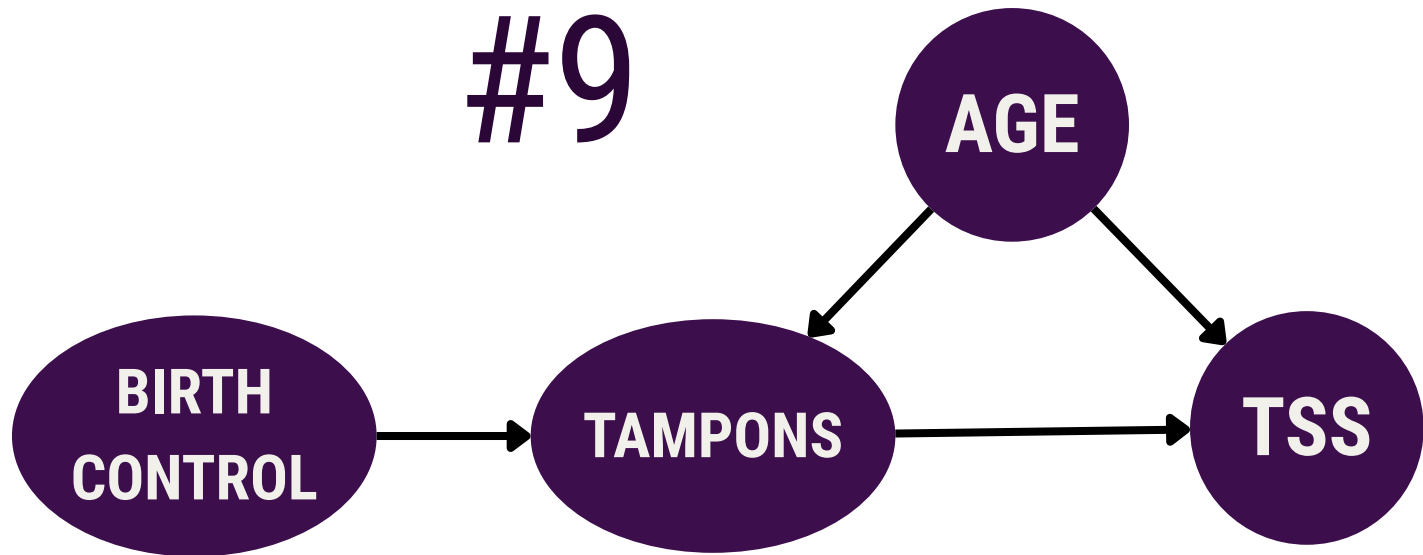 #9
AGE
BIRTH
CONTROL
TAMPONS
TSS